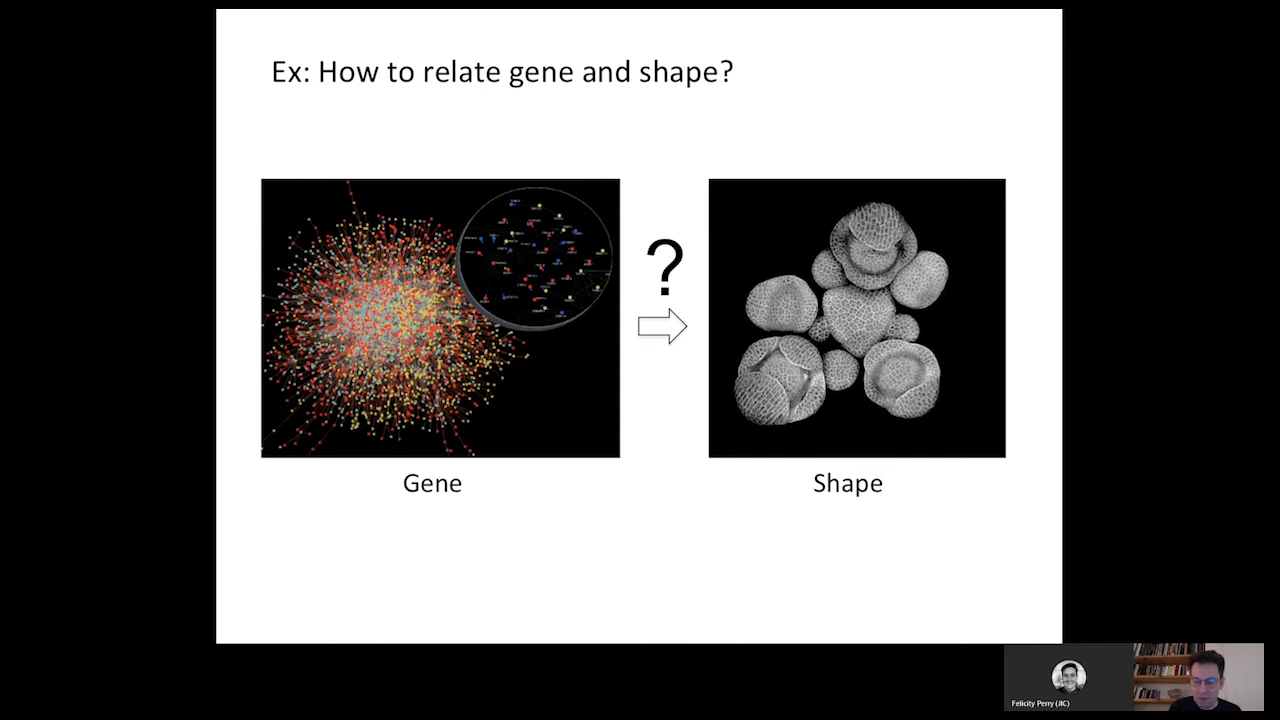 Ex: How to relate gene and shape?
?
Gene
Shape
Felicity Perry (JIC)